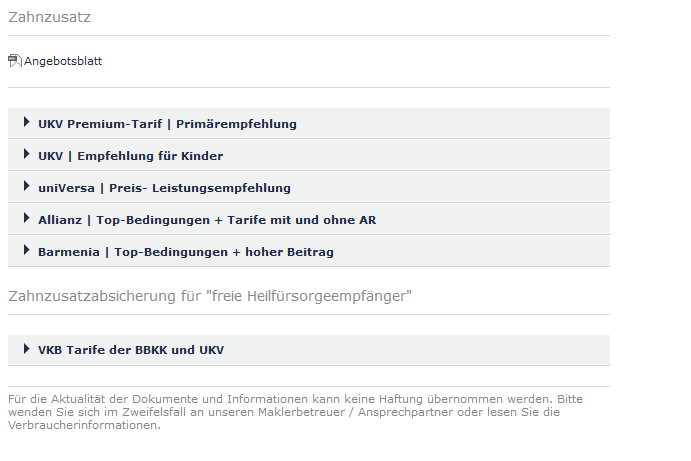 Zahnzusatz
Angebotsblatt
UKV Premium-Tarif | Primärempfehlung
UKV | Empfehlung für Kinder
uniVersa | Preis- Leistungsempfehlung
Allianz | Top-Bedingungen + Tarife mit und ohne AR
Barmenia | Top-Bedingungen + hoher Beitrag
Zahnzusatzabsicherung für "freie Heilfürsorgeempfänger"
VKB Tarife der BBKK und UKV
Für die Aktualität der Dokumente und Informationen kann keine Haftung übernommen werden. Bitte
wenden Sie sich im Zweifelsfall an unseren Maklerbetreuer / Ansprechpartner oder lesen Sie die
Verbraucherinformationen.